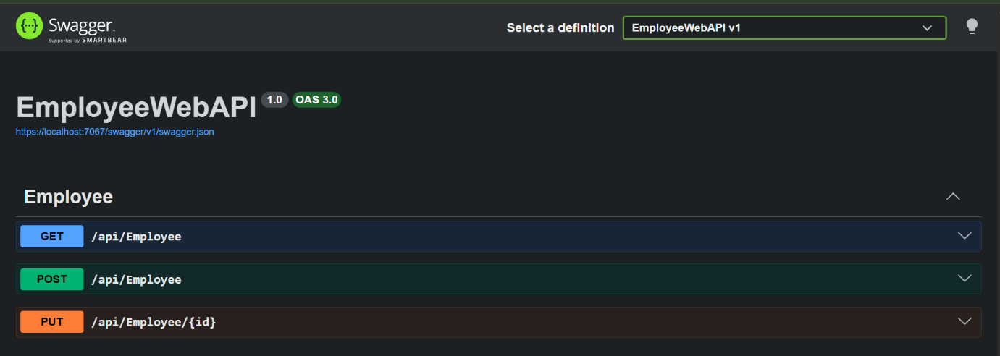 {···} Swagger™
Supported by SMARTBEAR
Select a definition
EmployeeWebAPI v1
EmployeeWebAPI 1.0 OAS 3.0
https://localhost:7067/swagger/v1/swagger.json
Employee
GET /api/Employee
POST /api/Employee
PUT /api/Employee/{id}